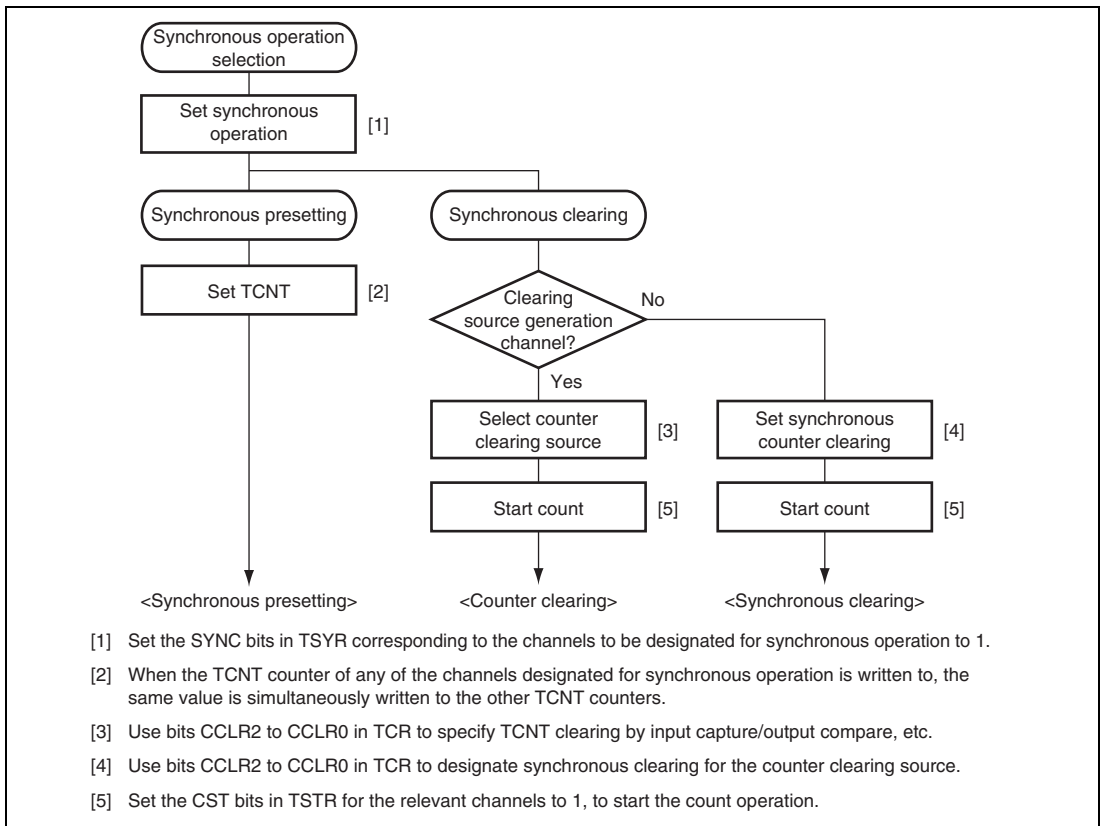 Synchronous operation
selection
Set synchronous
operation
[1]
Synchronous presetting
Synchronous clearing
Set TCNT
[2]
Clearing
source generation
channel?
No
Yes
Select counter
clearing source
[3]
Set synchronous
counter clearing
[4]
Start count
[5]
Start count
[5]
<Synchronous presetting>
<Counter clearing>
<Synchronous clearing>
[1] Set the SYNC bits in TSYR corresponding to the channels to be designated for synchronous operation to 1.
[2] When the TCNT counter of any of the channels designated for synchronous operation is written to, the
same value is simultaneously written to the other TCNT counters.
[3] Use bits CCLR2 to CCLR0 in TCR to specify TCNT clearing by input capture/output compare, etc.
[4] Use bits CCLR2 to CCLR0 in TCR to designate synchronous clearing for the counter clearing source.
[5] Set the CST bits in TSTR for the relevant channels to 1, to start the count operation.